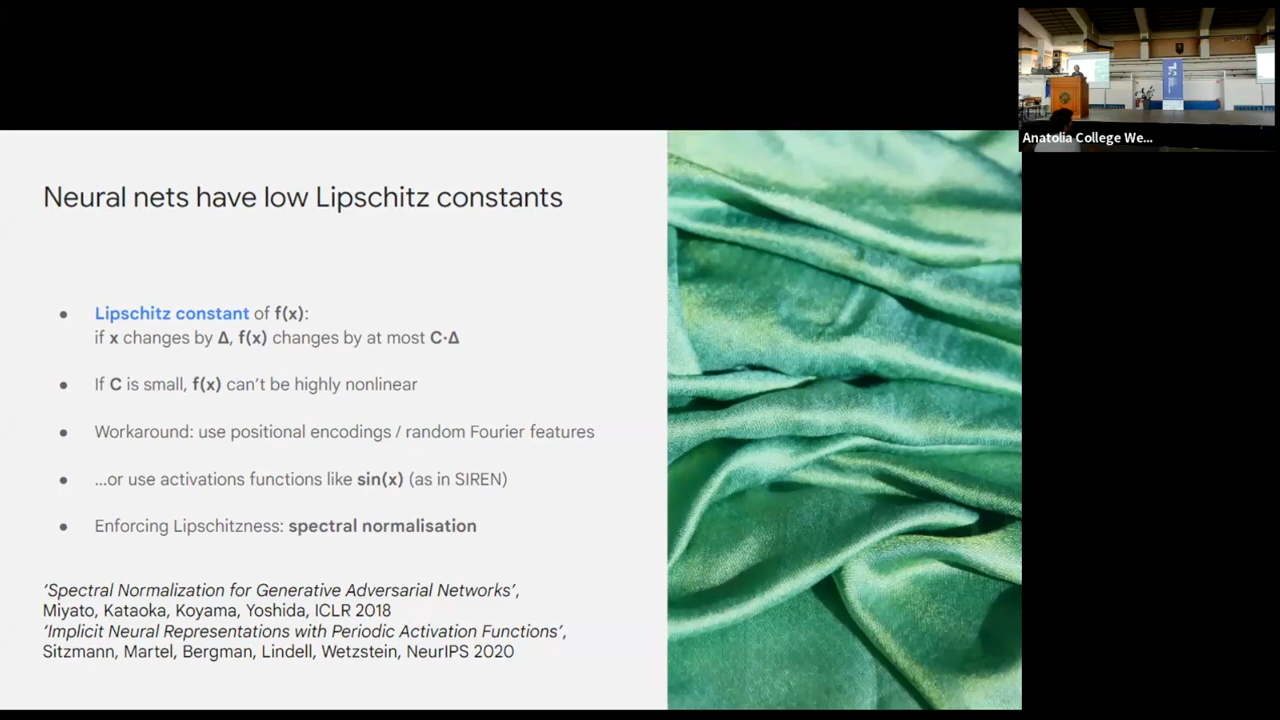 Neural nets have low Lipschitz constants
● Lipschitz constant of f(x):
if x changes by Δ, f(x) changes by at most C·Δ
● If C is small, f(x) can't be highly nonlinear
● Workaround: use positional encodings / random Fourier features
● ...or use activations functions like sin(x) (as in SIREN)
● Enforcing Lipschitzness: spectral normalisation
'Spectral Normalization for Generative Adversarial Networks',
Miyato, Kataoka, Koyama, Yoshida, ICLR 2018
'Implicit Neural Representations with Periodic Activation Functions',
Sitzmann, Martel, Bergman, Lindell, Wetzstein, NeurIPS 2020
Anatolia College We...